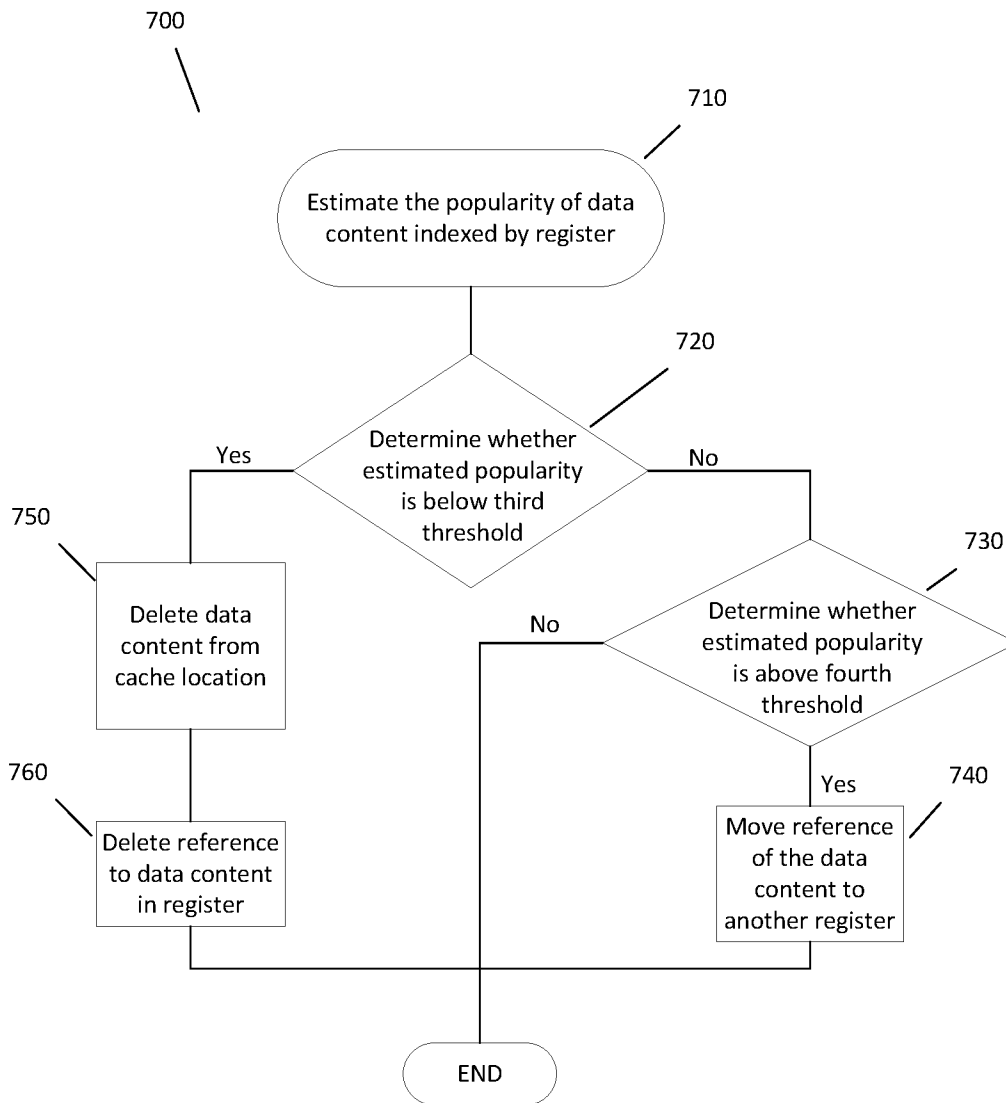 700
710
Estimate the popularity of data
content indexed by register
720
Determine whether
estimated popularity
is below third
threshold
Yes
No
750
Delete data
content from
cache location
730
Determine whether
estimated popularity
is above fourth
threshold
No
Yes
760
Delete reference
to data content
in register
740
Move reference
of the data
content to
another register
END